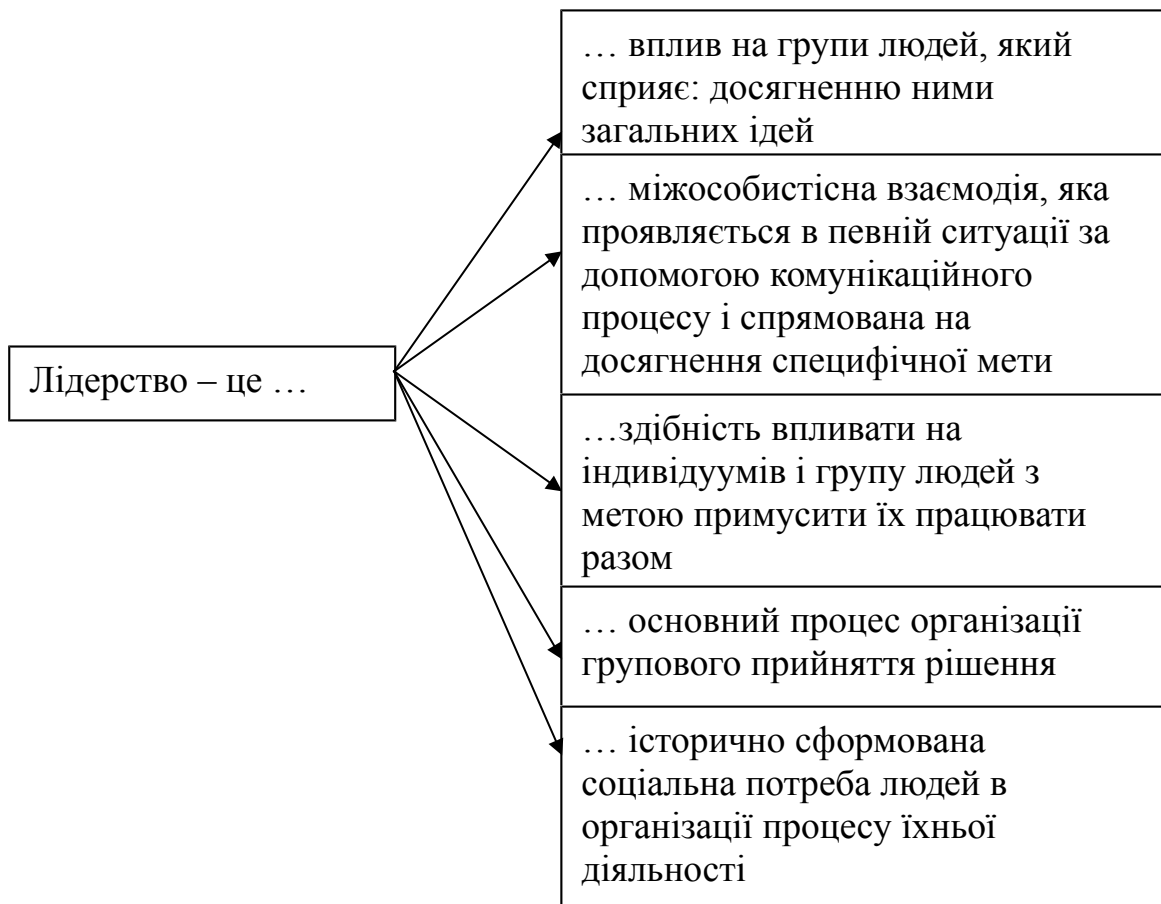 … вплив на групи людей, який
сприяє: досягненню ними
загальних ідей
… міжособистісна взаємодія, яка
проявляється в певній ситуації за
допомогою комунікаційного
процесу і спрямована на
досягнення специфічної мети
Лідерство – це …
…здібність впливати на
індивідуумів і групу людей з
метою примусити їх працювати
разом
… основний процес організації
групового прийняття рішення
… історично сформована
соціальна потреба людей в
організації процесу їхньої
діяльності